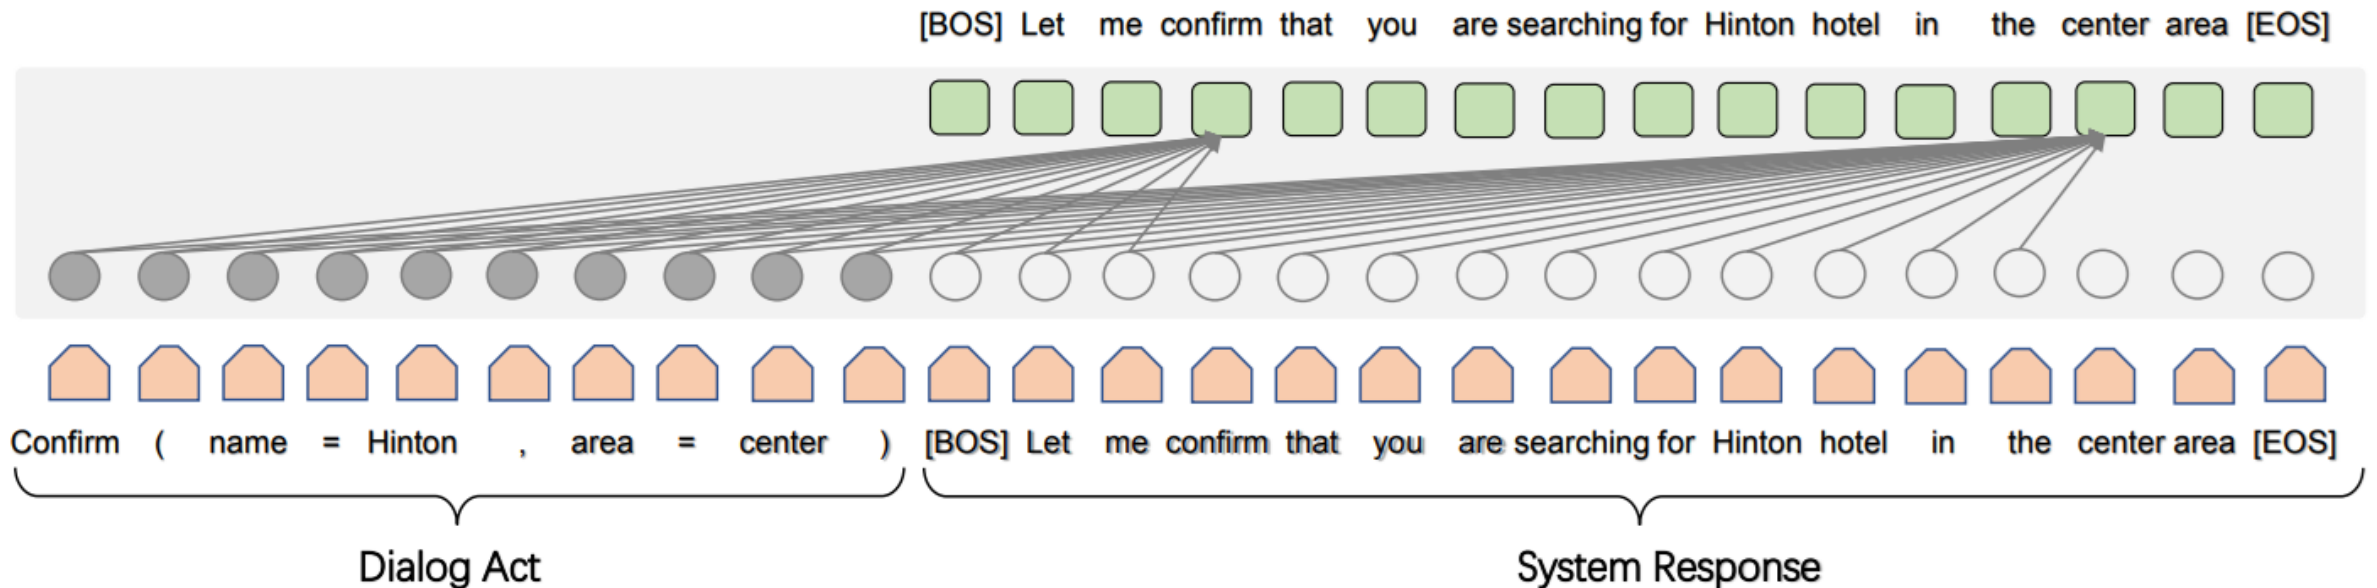 [BOS] Let me confirm that you are searching for Hinton hotel in the center area [EOS]
Confirm ( name = Hinton , area = center ) [BOS] Let me confirm that you are searching for Hinton hotel in the center area [EOS]
Dialog Act System Response